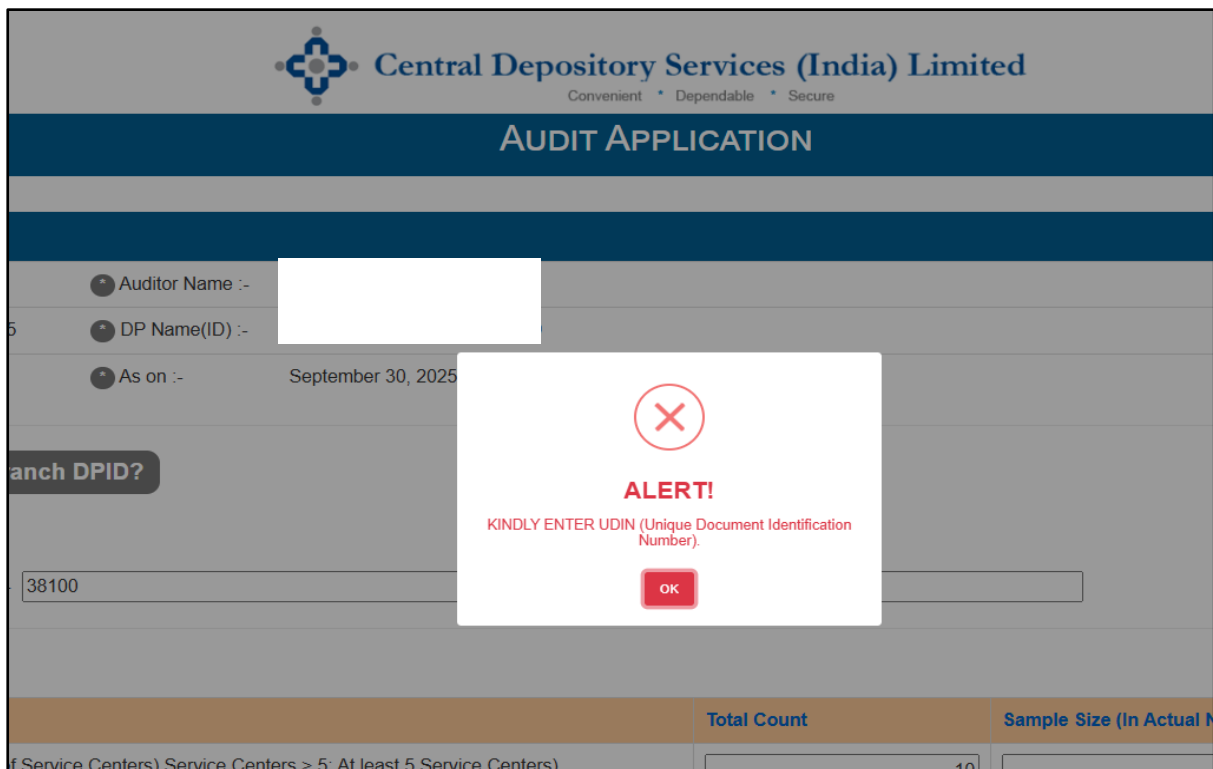 Central Depository Services (India) Limited
Convenient * Dependable * Secure
AUDIT APPLICATION
* Auditor Name :-
5 * DP Name(ID) :-
* As on :- September 30, 2025
anch DPID?
ALERT!
KINDLY ENTER UDIN (Unique Document Identification
Number).
OK
38100
Total Count Sample Size (In Actual
f Service Centers) Service Centers > 5: At least 5 Service Centers) 10